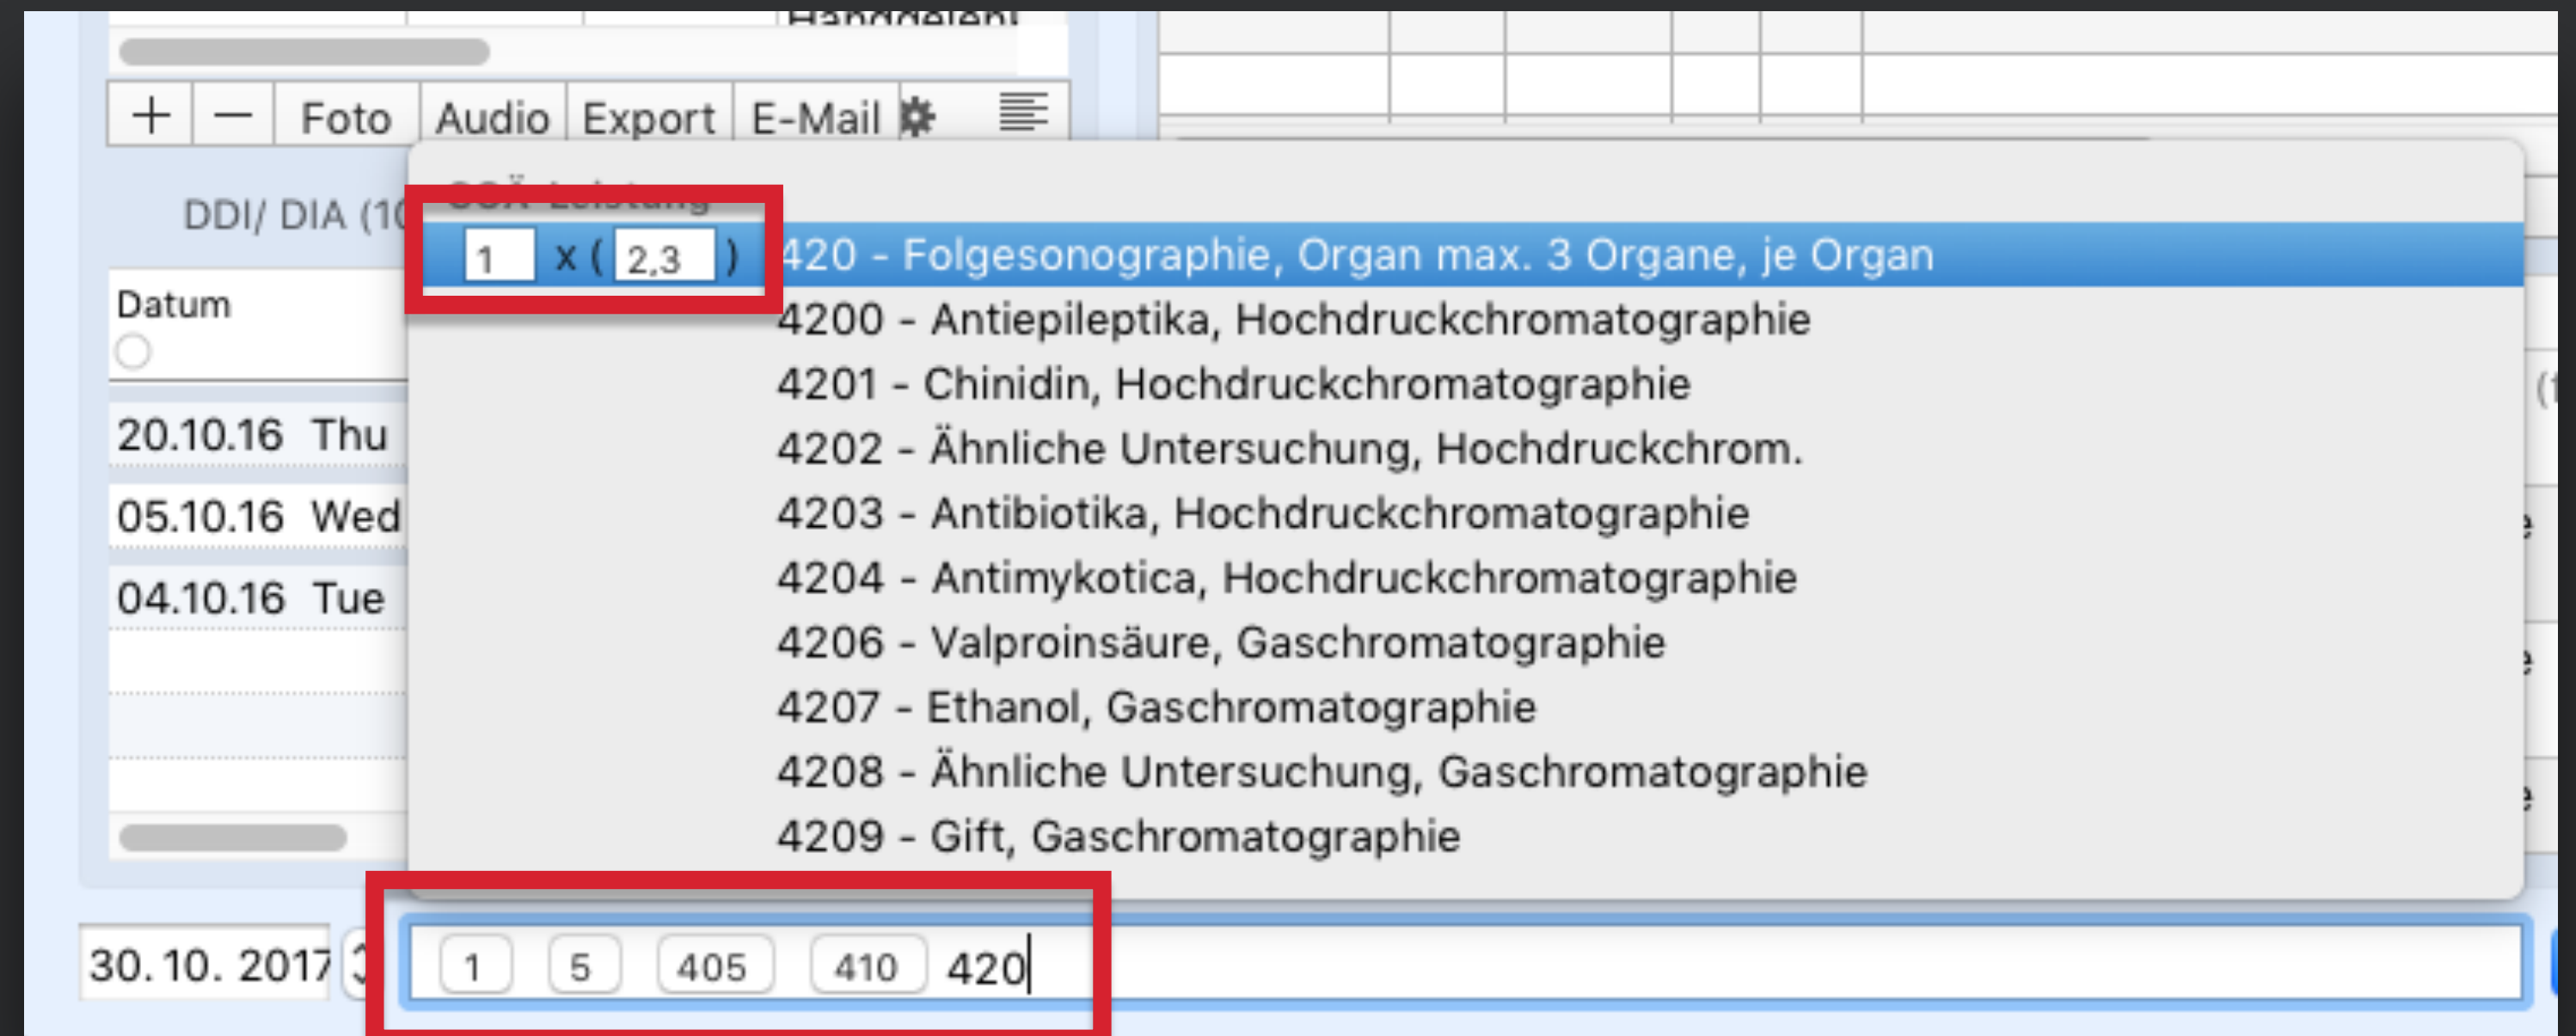 + − Foto Audio Export E-Mail
DDI/ DIA (10
Leistung
1 x ( 2,3 ) 420 - Folgesonographie, Organ max. 3 Organe, je Organ
4200 - Antiepileptika, Hochdruckchromatographie
4201 - Chinidin, Hochdruckchromatographie
4202 - Ähnliche Untersuchung, Hochdruckchrom.
4203 - Antibiotika, Hochdruckchromatographie
4204 - Antimykotica, Hochdruckchromatographie
4206 - Valproinsäure, Gaschromatographie
4207 - Ethanol, Gaschromatographie
4208 - Ähnliche Untersuchung, Gaschromatographie
4209 - Gift, Gaschromatographie
Datum
20.10.16 Thu
05.10.16 Wed
04.10.16 Tue
30.10.2017 1 5 405 410 420